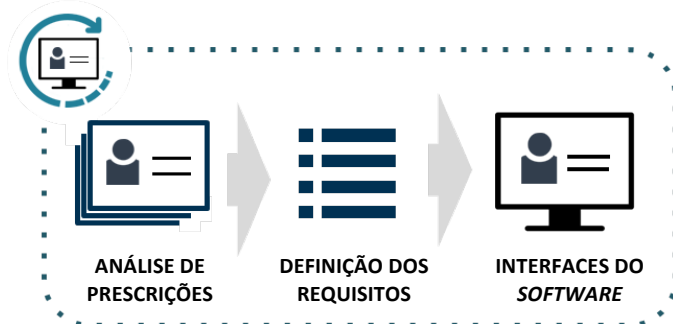 ANÁLISE DE
PRESCRIÇÕES
DEFINIÇÃO DOS
REQUISITOS
INTERFACES DO
SOFTWARE